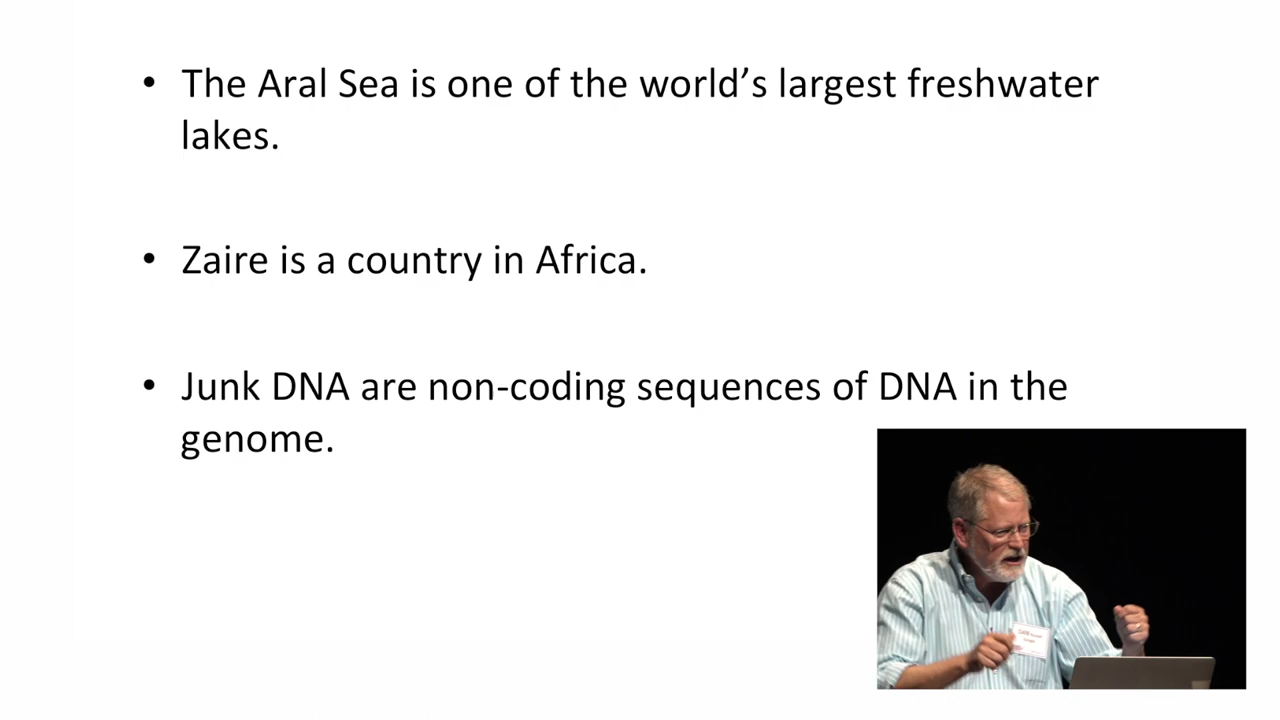 • The Aral Sea is one of the world’s largest freshwater
lakes.
• Zaire is a country in Africa.
• Junk DNA are non-coding sequences of DNA in the
genome.